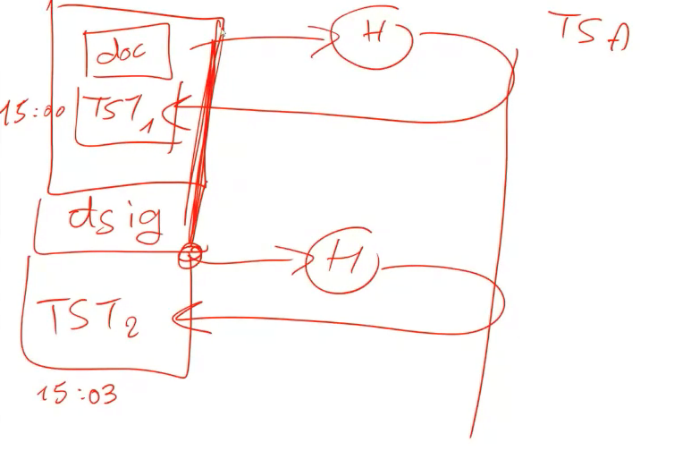 TSA
H
doc
15:00
TST1
dsig
H
TST2
15:03